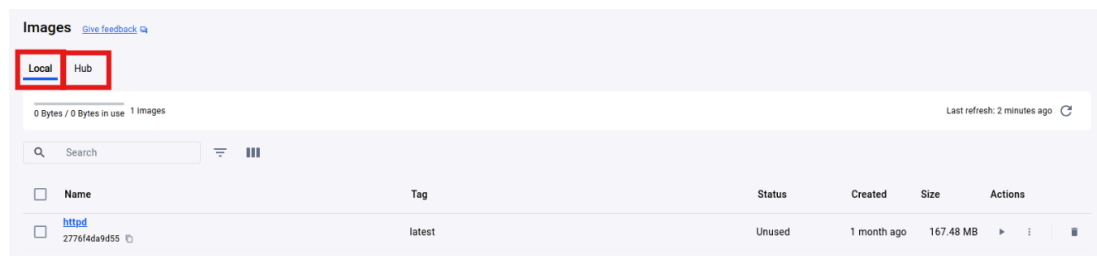 Images Give feedback
Local Hub
0 Bytes / 0 Bytes in use 1 images Last refresh: 2 minutes ago
Search
Name Tag Status Created Size Actions
httpd latest Unused 1 month ago 167.48 MB
2776f4da9d55